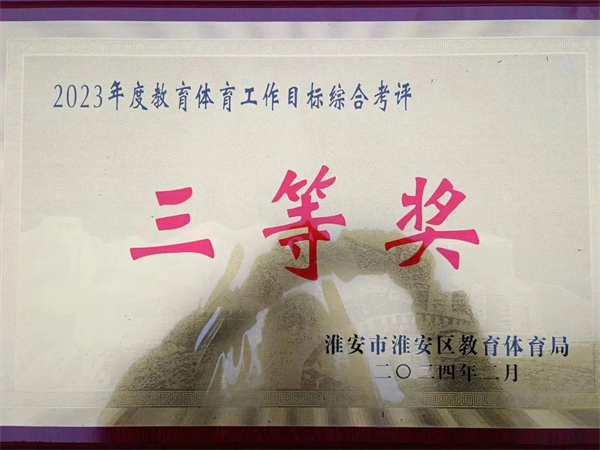 2023年度教育体育工作目标综合考评
三等奖
淮安市淮安区教育体育局
二〇二四年二月